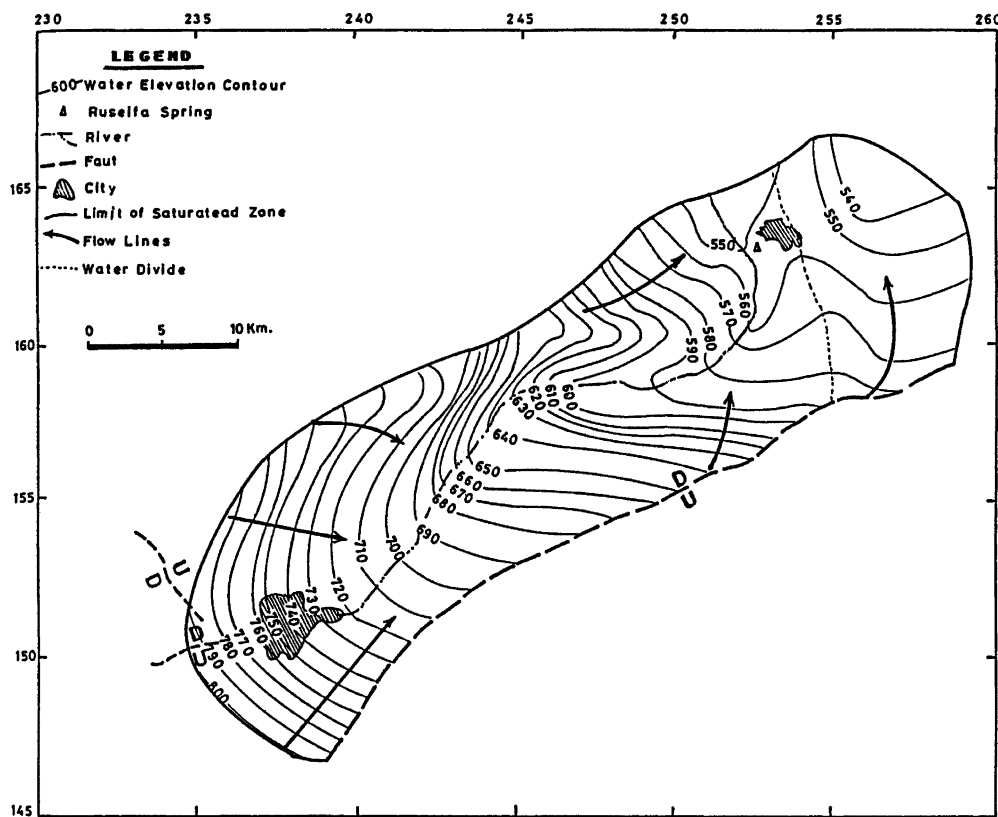 230 235 240 245 250 255 260
LEGEND
600 Water Elevation Contour
Ruseifa Spring
River
Faut
City
Limit of Saturatead Zone
Flow Lines
Water Divide
0 5 10 Km.
165
160
155
150
145
540
550
550
560
570
580
590
600
610
620
630
640
650
660
670
680
690
700
710
720
730
740
750
760
770
780
790
800
D
U
U
D
D
U